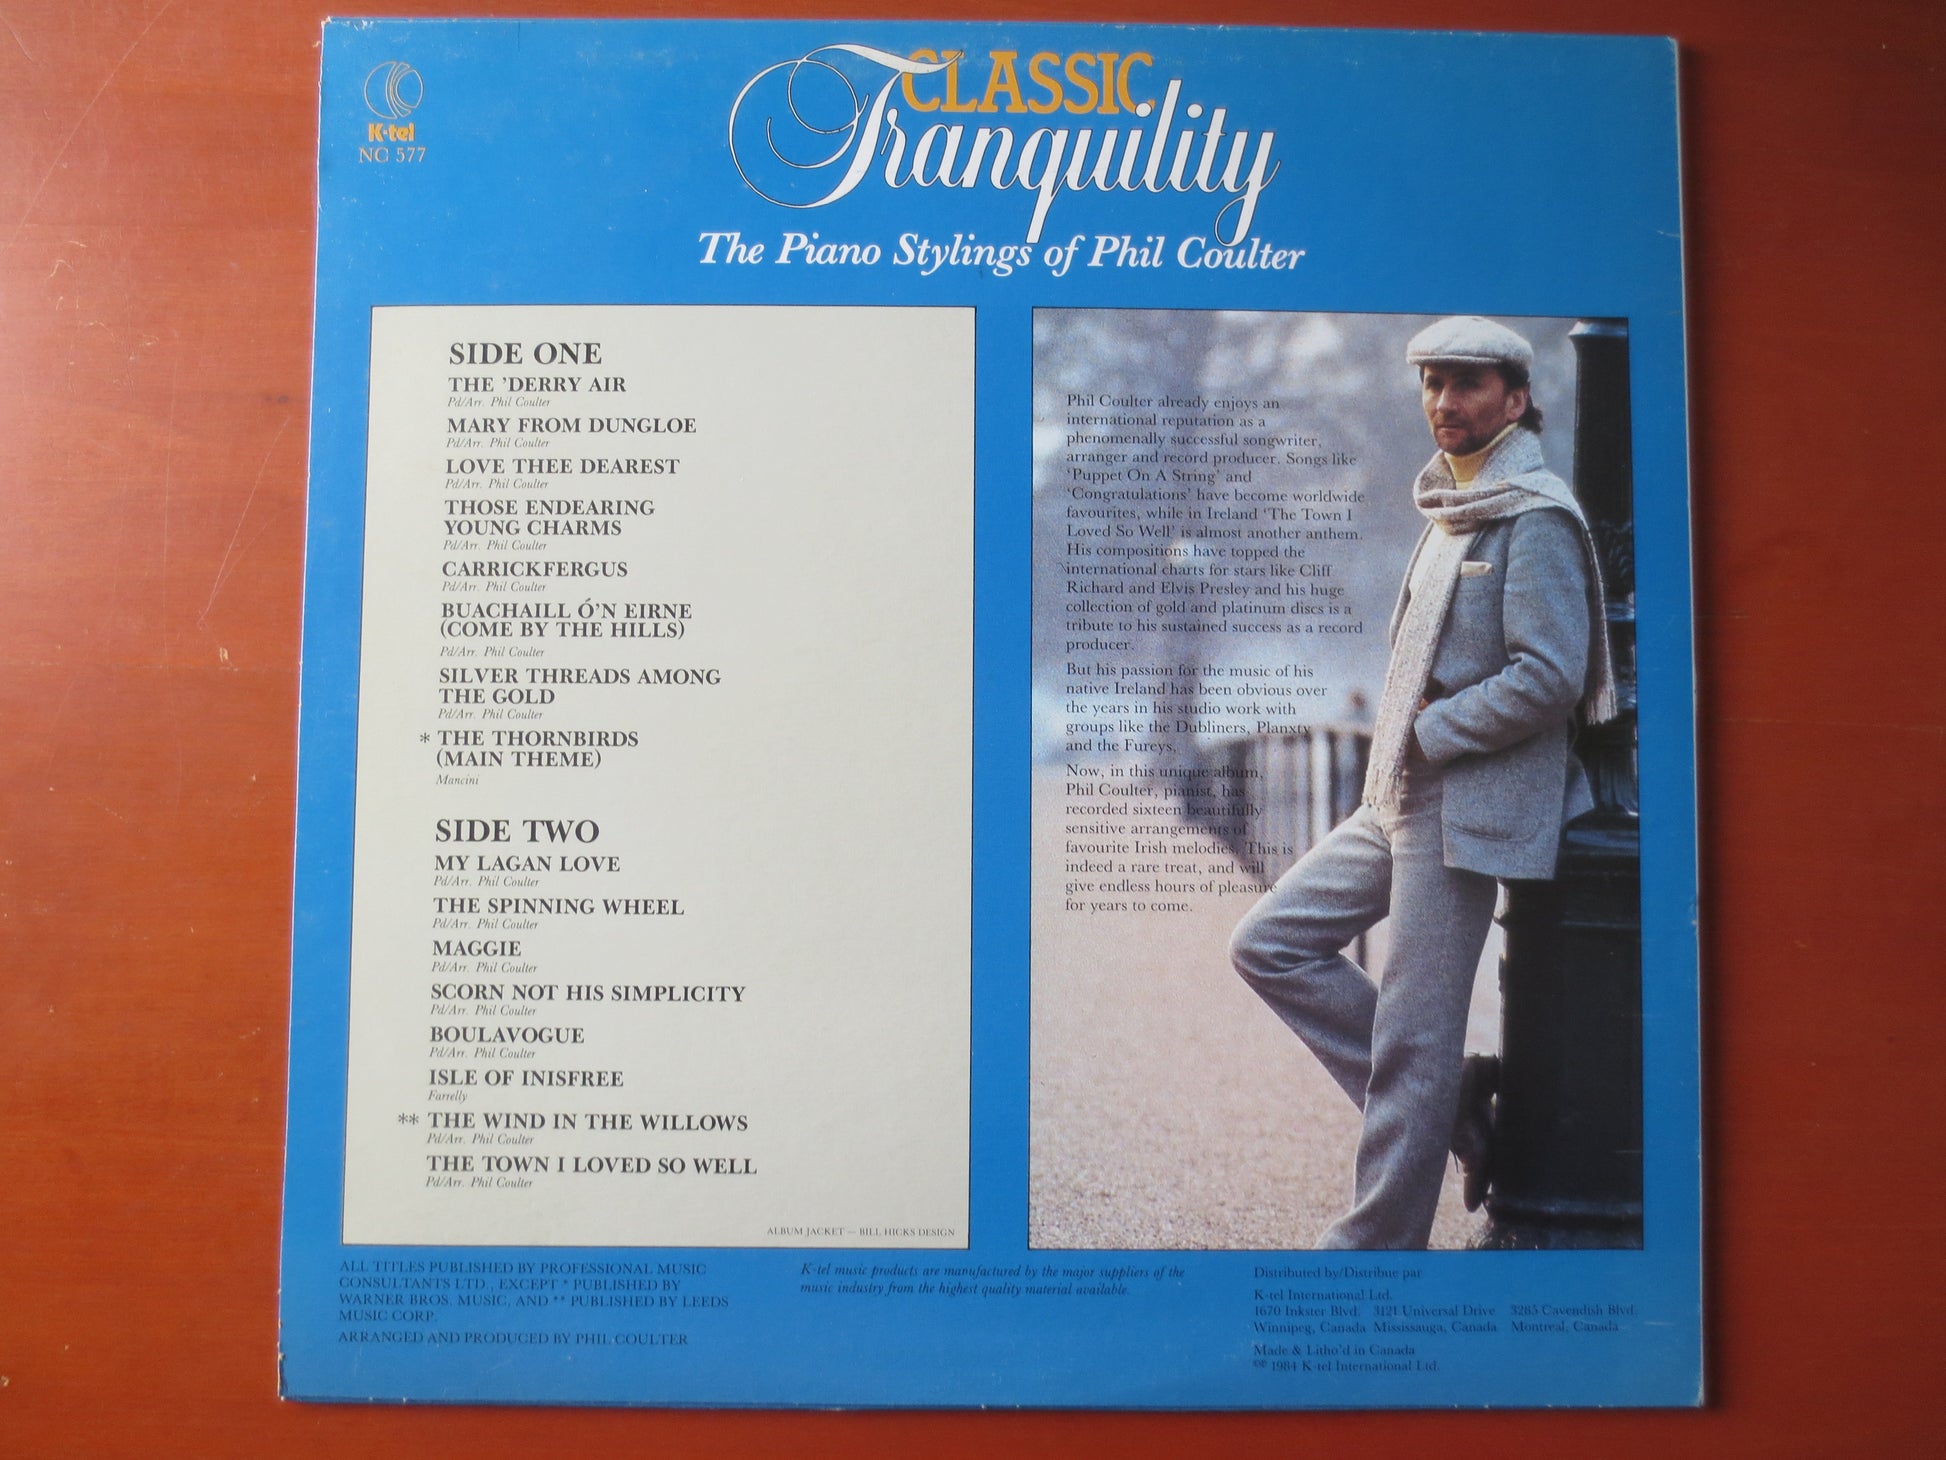 K-tel
NC 577
CLASSIC
Tranquility
The Piano Stylings of Phil Coulter
SIDE ONE
THE 'DERRY AIR
Pd/Arr. Phil Coulter
MARY FROM DUNGLOE
Pd/Arr. Phil Coulter
LOVE THEE DEAREST
Pd/Arr. Phil Coulter
THOSE ENDEARING
YOUNG CHARMS
Pd/Arr. Phil Coulter
CARRICKFERGUS
Pd/Arr. Phil Coulter
BUACHAILL Ó'N EIRNE
(COME BY THE HILLS)
Pd/Arr. Phil Coulter
SILVER THREADS AMONG
THE GOLD
Pd/Arr. Phil Coulter
* THE THORNBIRDS
(MAIN THEME)
Mancini
SIDE TWO
MY LAGAN LOVE
Pd/Arr. Phil Coulter
THE SPINNING WHEEL
Pd/Arr. Phil Coulter
MAGGIE
Pd/Arr. Phil Coulter
SCORN NOT HIS SIMPLICITY
Pd/Arr. Phil Coulter
BOULAVOGUE
Pd/Arr. Phil Coulter
ISLE OF INISFREE
Farrelly
** THE WIND IN THE WILLOWS
Pd/Arr. Phil Coulter
THE TOWN I LOVED SO WELL
Pd/Arr. Phil Coulter
ALBUM JACKET — BILL HICKS DESIGN
Phil Coulter already enjoys an
international reputation as a
phenomenally successful songwriter,
arranger and record producer. Songs like
'Puppet On A String' and
'Congratulations' have become worldwide
favourites, while in Ireland 'The Town I
Loved So Well' is almost another anthem.
His compositions have topped the
international charts for stars like Cliff
Richard and Elvis Presley and his huge
collection of gold and platinum discs is a
tribute to his sustained success as a record
producer.
But his passion for the music of his
native Ireland has been obvious over
the years in his studio work with
groups like the Dubliners, Planxty
and the Fureys.
Now, in this unique album,
Phil Coulter, pianist, has
recorded sixteen beautifully
sensitive arrangements of
favourite Irish melodies. This is
indeed a rare treat, and will
give endless hours of pleasure
for years to come.
ALL TITLES PUBLISHED BY PROFESSIONAL MUSIC
CONSULTANTS LTD., EXCEPT * PUBLISHED BY
WARNER BROS. MUSIC, AND ** PUBLISHED BY LEEDS
MUSIC CORP.
ARRANGED AND PRODUCED BY PHIL COULTER
K-tel music products are manufactured by the major suppliers of the
music industry from the highest quality material available.
Distributed by/Distribue par
K-tel International Ltd.
1670 Inkster Blvd. 3121 Universal Drive 3285 Cavendish Blvd.
Winnipeg, Canada Mississauga, Canada Montreal, Canada
Made & Litho'd in Canada
©℗ 1984 K-tel International Ltd.